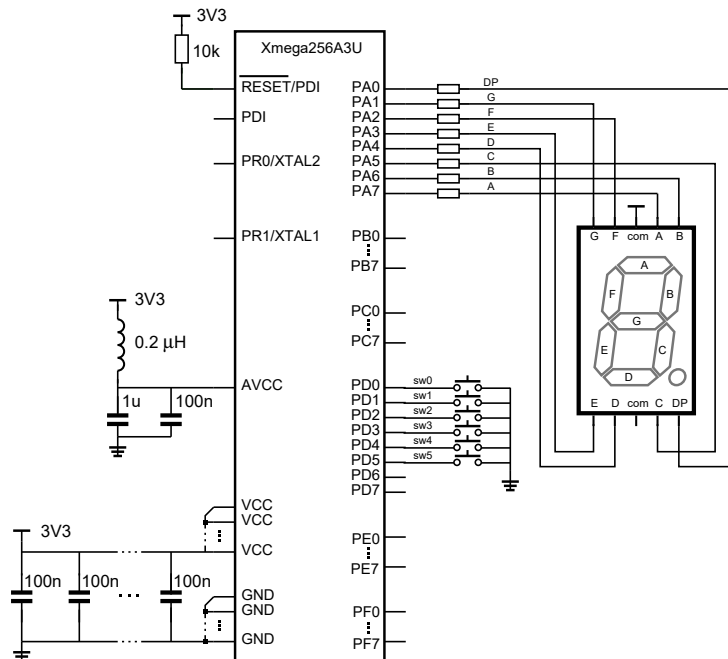 3V3
10k
Xmega256A3U
RESET/PDI
PDI
PR0/XTAL2
PR1/XTAL1
3V3
0.2 µH
AVCC
1u
100n
VCC
VCC
3V3
VCC
100n
100n
...
100n
GND
GND
GND
PA0
PA1
PA2
PA3
PA4
PA5
PA6
PA7
DP
G
F
E
D
C
B
A
PB0
PB7
PC0
PC7
PD0
PD1
PD2
PD3
PD4
PD5
PD6
PD7
sw0
sw1
sw2
sw3
sw4
sw5
PE0
PE7
PF0
PF7
G F com A B
A
F
B
G
E
C
D
E D com C DP